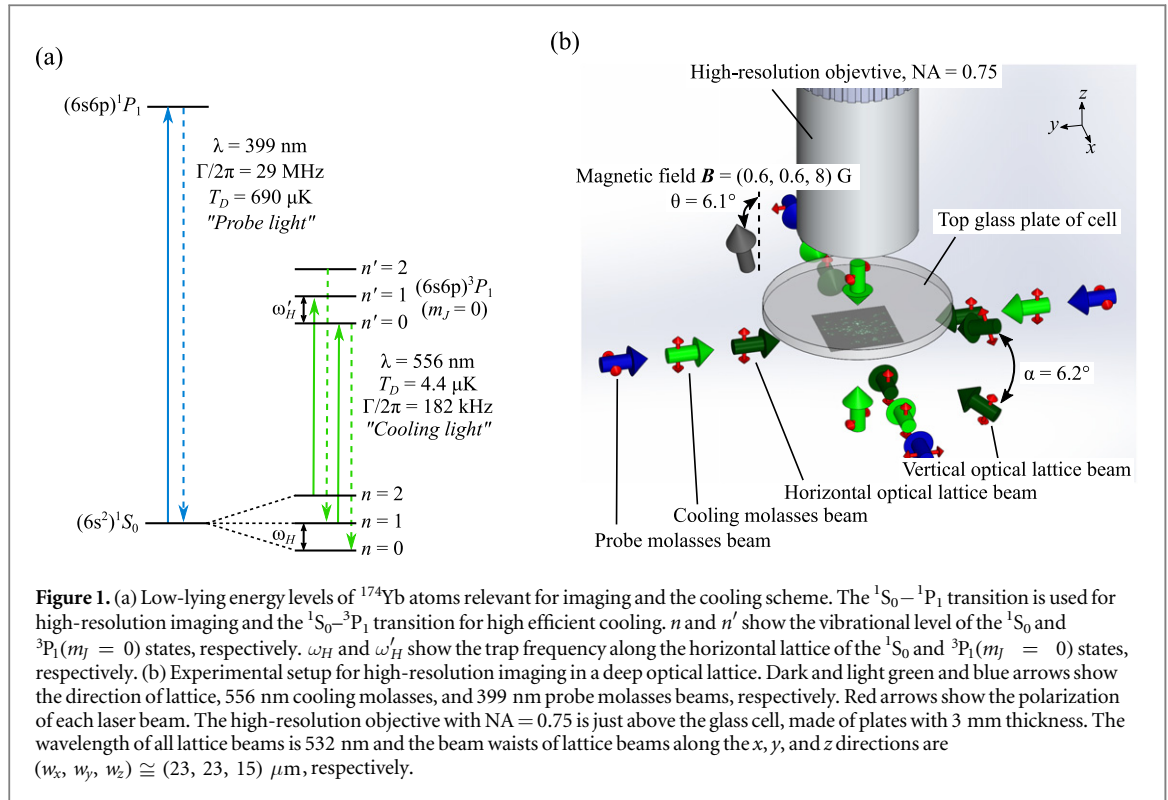 (a)
(6s6p)¹P₁
λ = 399 nm
Γ/2π = 29 MHz
T_D = 690 μK
"Probe light"
n' = 2
n' = 1
(6s6p)³P₁
(m_J = 0)
ω'_H
n' = 0
λ = 556 nm
T_D = 4.4 μK
Γ/2π = 182 kHz
"Cooling light"
n = 2
(6s²)¹S₀
n = 1
ω_H
n = 0
(b)
High-resolution objevtive, NA = 0.75
z
y
x
Magnetic field B = (0.6, 0.6, 8) G
θ = 6.1°
Top glass plate of cell
α = 6.2°
Vertical optical lattice beam
Horizontal optical lattice beam
Cooling molasses beam
Probe molasses beam
Figure 1. (a) Low-lying energy levels of ¹⁷⁴Yb atoms relevant for imaging and the cooling scheme. The ¹S₀−¹P₁ transition is used for
high-resolution imaging and the ¹S₀–³P₁ transition for high efficient cooling. n and n′ show the vibrational level of the ¹S₀ and
³P₁(m_J = 0) states, respectively. ω_H and ω′_H show the trap frequency along the horizontal lattice of the ¹S₀ and ³P₁(m_J = 0) states,
respectively. (b) Experimental setup for high-resolution imaging in a deep optical lattice. Dark and light green and blue arrows show
the direction of lattice, 556 nm cooling molasses, and 399 nm probe molasses beams, respectively. Red arrows show the polarization
of each laser beam. The high-resolution objective with NA = 0.75 is just above the glass cell, made of plates with 3 mm thickness. The
wavelength of all lattice beams is 532 nm and the beam waists of lattice beams along the x, y, and z directions are
(w_x, w_y, w_z) ≅ (23, 23, 15) μm, respectively.